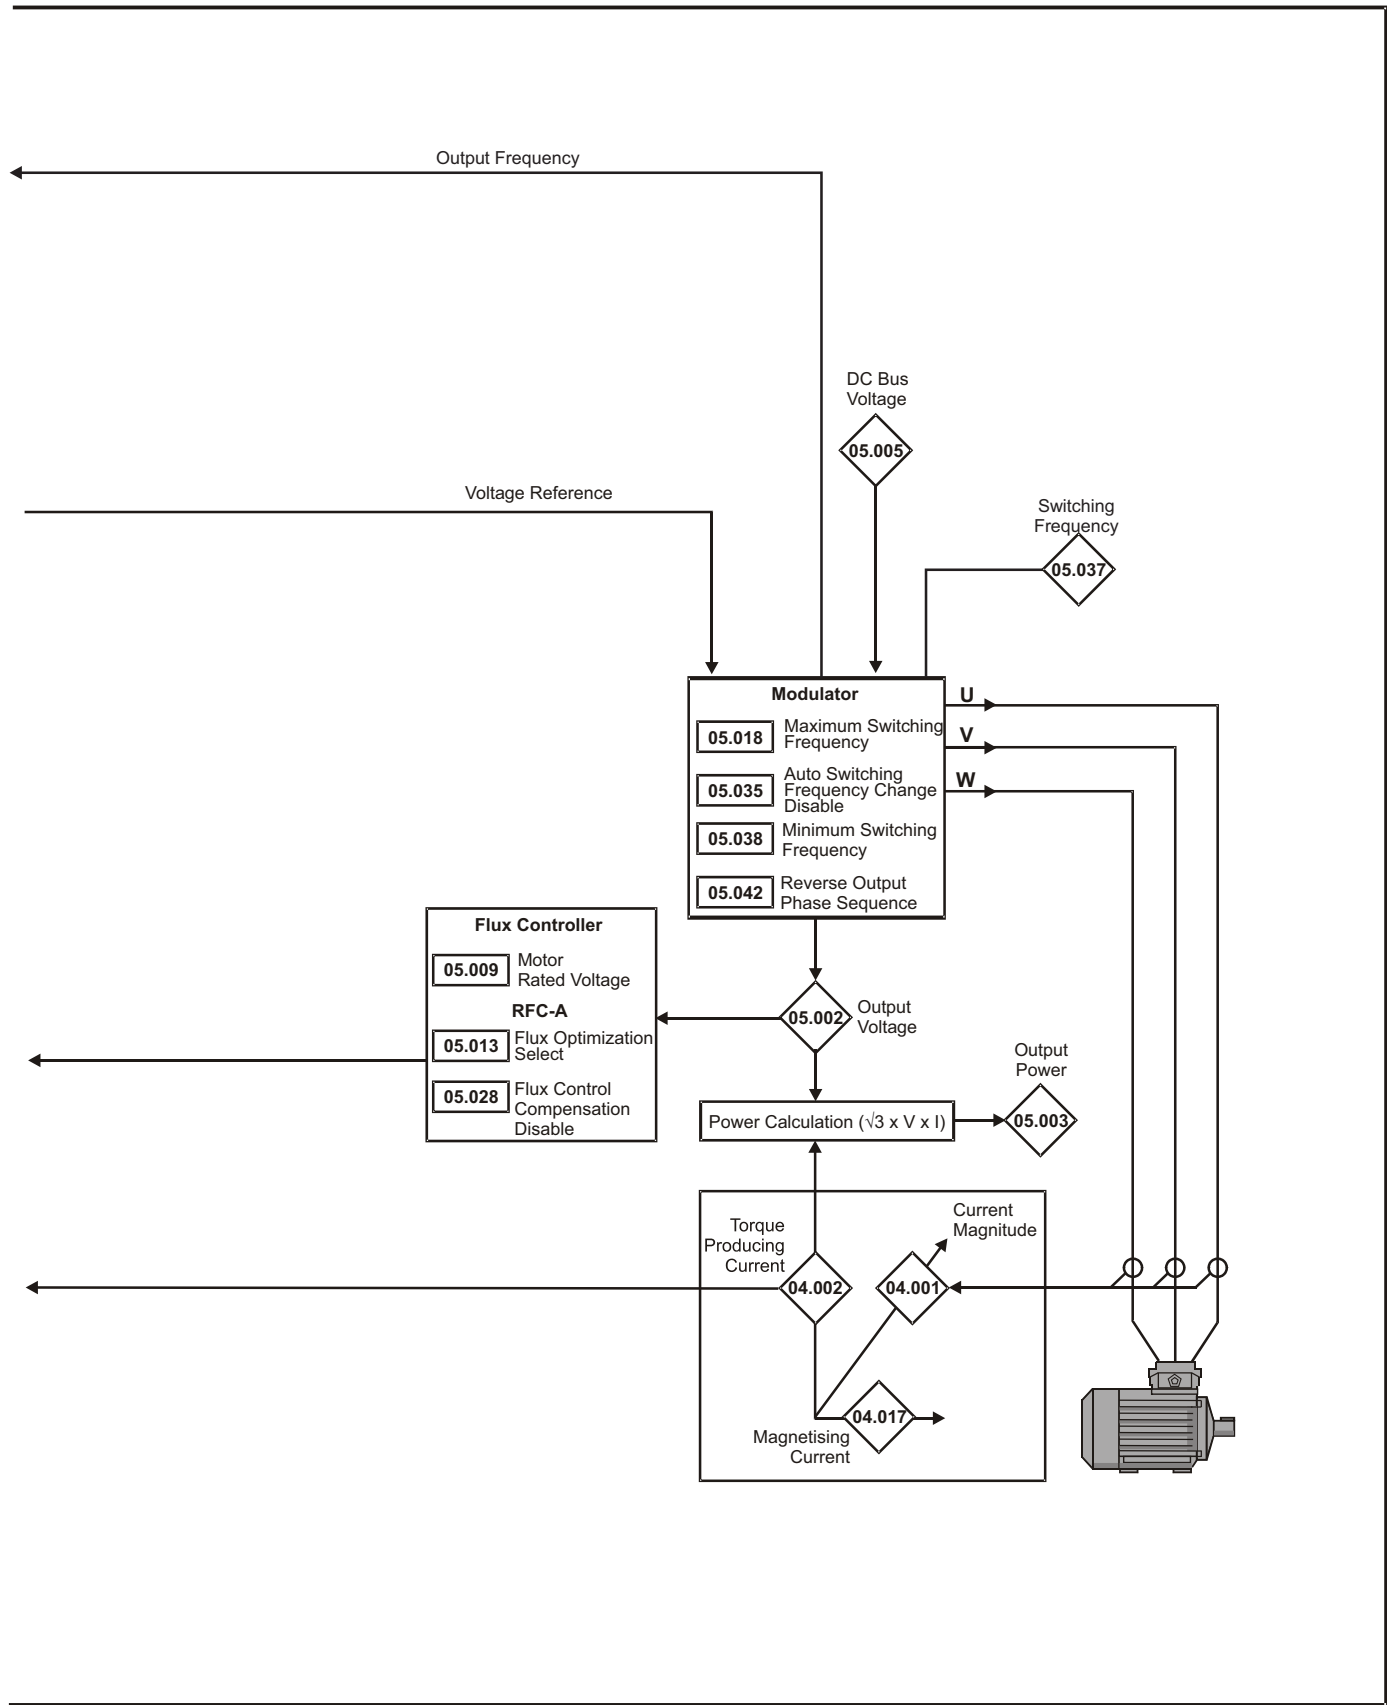 Output Frequency
DC Bus
Voltage
05.005
Voltage Reference
Switching
Frequency
05.037
Modulator
05.018
Maximum Switching
Frequency
05.035
Auto Switching
Frequency Change
Disable
05.038
Minimum Switching
Frequency
05.042
Reverse Output
Phase Sequence
U
V
W
Flux Controller
05.009
Motor
Rated Voltage
RFC-A
05.013
Flux Optimization
Select
05.028
Flux Control
Compensation
Disable
05.002
Output
Voltage
Output
Power
Power Calculation (√3 x V x I)
05.003
Torque
Producing
Current
04.002
Current
Magnitude
04.001
04.017
Magnetising
Current